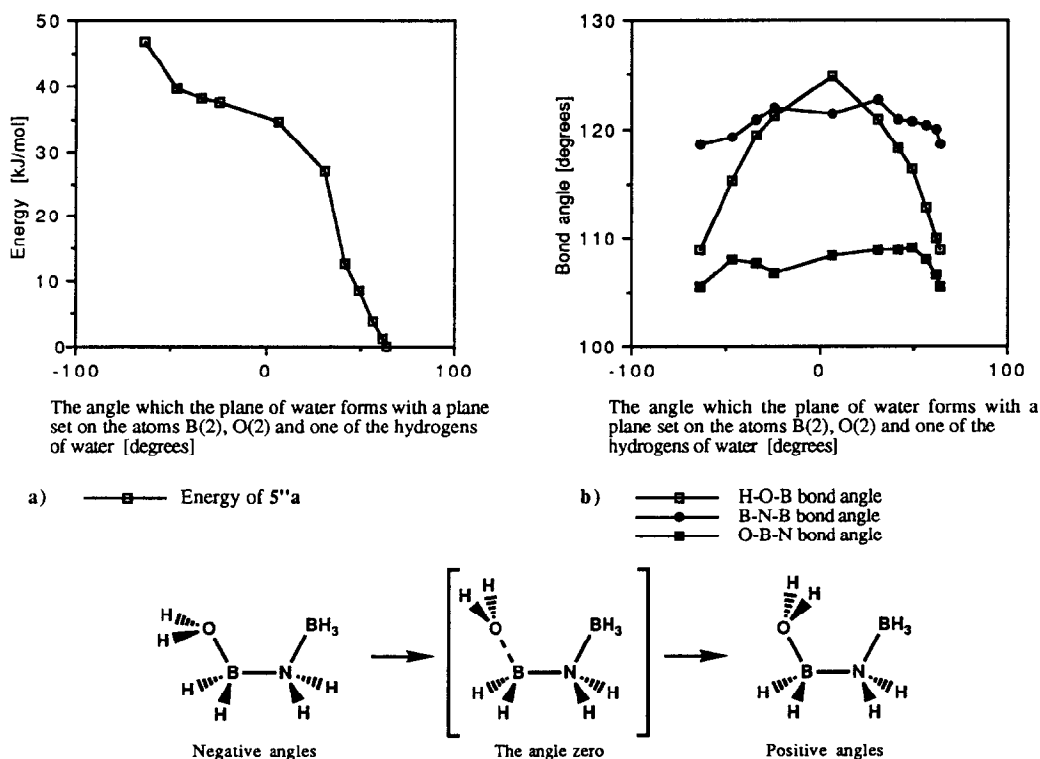 50
40
30
20
10
0
Energy [kJ/mol]
-100
0
100
The angle which the plane of water forms with a plane
set on the atoms B(2), O(2) and one of the hydrogens
of water [degrees]
a)
Energy of 5''a
130
120
110
100
Bond angle [degrees]
-100
0
100
The angle which the plane of water forms with a
plane set on the atoms B(2), O(2) and one of the
hydrogens of water [degrees]
b)
H-O-B bond angle
B-N-B bond angle
O-B-N bond angle
H
H
O
BH3
B
N
H
H
H
H
Negative angles
H
H
O
BH3
B
N
H
H
H
H
The angle zero
H
H
O
BH3
B
N
H
H
H
H
Positive angles